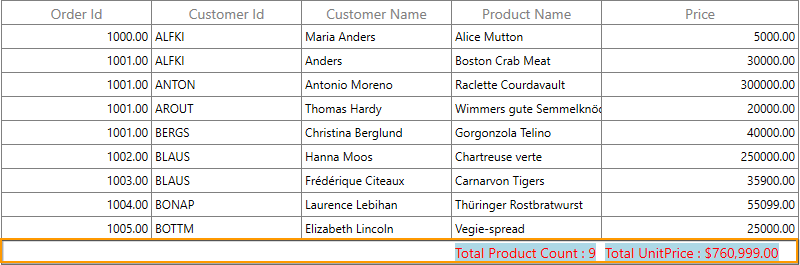 Order Id Customer Id Customer Name Product Name Price
1000.00 ALFKI Maria Anders Alice Mutton 5000.00
1001.00 ALFKI Anders Boston Crab Meat 30000.00
1001.00 ANTON Antonio Moreno Raclette Courdavault 300000.00
1001.00 AROUT Thomas Hardy Wimmers gute Semmelknöd 20000.00
1001.00 BERGS Christina Berglund Gorgonzola Telino 40000.00
1002.00 BLAUS Hanna Moos Chartreuse verte 250000.00
1003.00 BLAUS Frédérique Citeaux Carnarvon Tigers 35900.00
1004.00 BONAP Laurence Lebihan Thüringer Rostbratwurst 55099.00
1005.00 BOTTM Elizabeth Lincoln Vegie-spread 25000.00
Total Product Count : 9 Total UnitPrice : $760,999.00